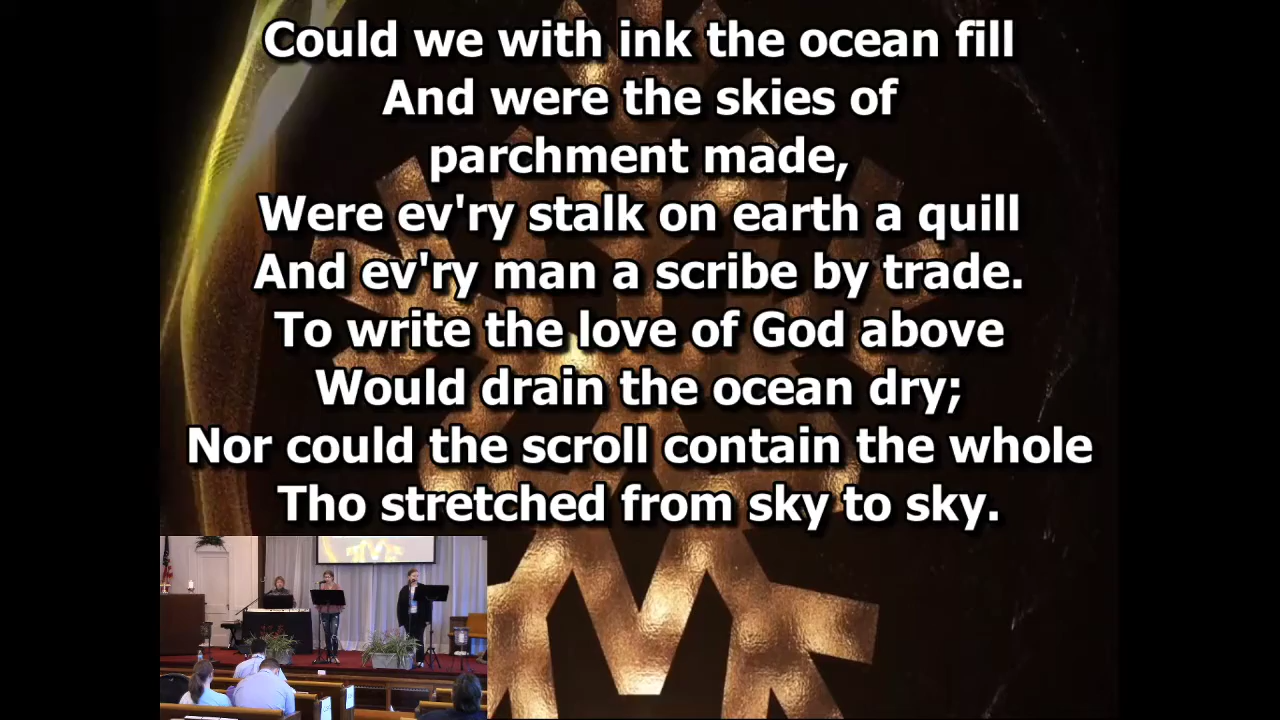 Could we with ink the ocean fill
And were the skies of
parchment made,
Were ev'ry stalk on earth a quill
And ev'ry man a scribe by trade.
To write the love of God above
Would drain the ocean dry;
Nor could the scroll contain the whole
Tho stretched from sky to sky.